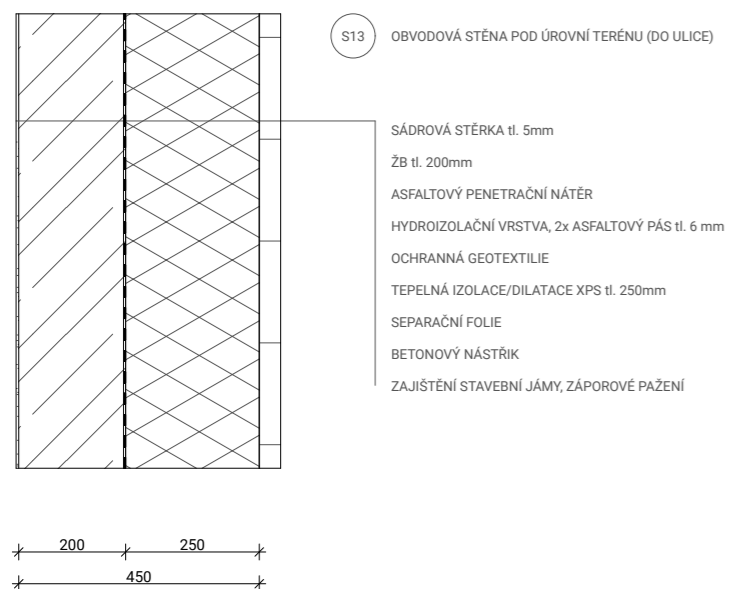 S13 OBVODOVÁ STĚNA POD ÚROVNÍ TERÉNU (DO ULICE)
SÁDROVÁ STĚRKA tl. 5mm
ŽB tl. 200mm
ASFALTOVÝ PENETRAČNÍ NÁTĚR
HYDROIZOLAČNÍ VRSTVA, 2x ASFALTOVÝ PÁS tl. 6 mm
OCHRANNÁ GEOTEXTILIE
TEPELNÁ IZOLACE/DILATACE XPS tl. 250mm
SEPARAČNÍ FOLIE
BETONOVÝ NÁSTŘIK
ZAJIŠTĚNÍ STAVEBNÍ JÁMY, ZÁPOROVÉ PAŽENÍ
200 250
450